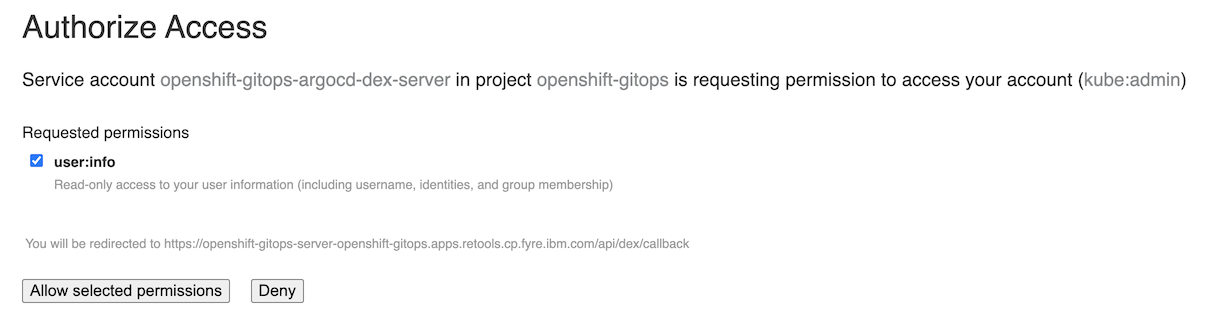 Authorize Access
Service account openshift-gitops-argocd-dex-server in project openshift-gitops is requesting permission to access your account (kube:admin)
Requested permissions
user:info
Read-only access to your user information (including username, identities, and group membership)
You will be redirected to https://openshift-gitops-server-openshift-gitops.apps.retools.cp.fyre.ibm.com/api/dex/callback
Allow selected permissions Deny